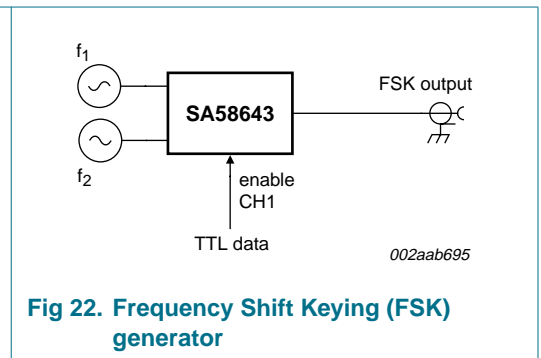 f1
SA58643
FSK output
f2
enable
CH1
TTL data
002aab695
Fig 22. Frequency Shift Keying (FSK)
generator